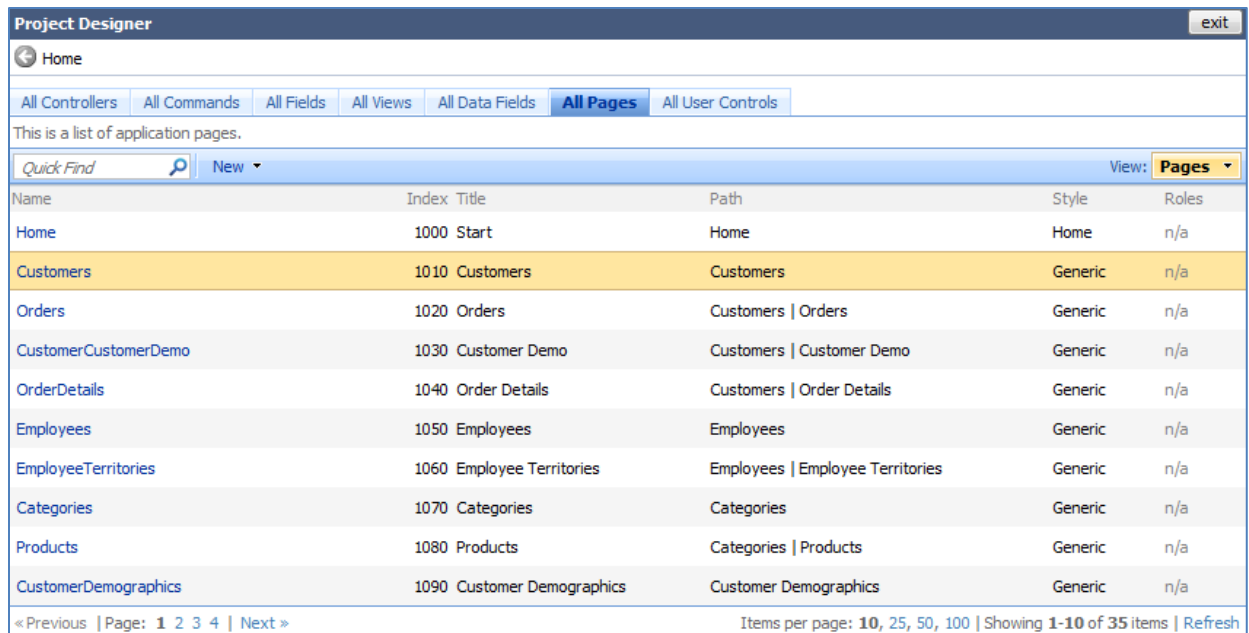 Project Designer exit
Home
All Controllers All Commands All Fields All Views All Data Fields All Pages All User Controls
This is a list of application pages.
Quick Find New View: Pages
Name Index Title Path Style Roles
Home 1000 Start Home Home n/a
Customers 1010 Customers Customers Generic n/a
Orders 1020 Orders Customers | Orders Generic n/a
CustomerCustomerDemo 1030 Customer Demo Customers | Customer Demo Generic n/a
OrderDetails 1040 Order Details Customers | Order Details Generic n/a
Employees 1050 Employees Employees Generic n/a
EmployeeTerritories 1060 Employee Territories Employees | Employee Territories Generic n/a
Categories 1070 Categories Categories Generic n/a
Products 1080 Products Categories | Products Generic n/a
CustomerDemographics 1090 Customer Demographics Customer Demographics Generic n/a
« Previous | Page: 1 2 3 4 | Next » Items per page: 10, 25, 50, 100 | Showing 1-10 of 35 items | Refresh